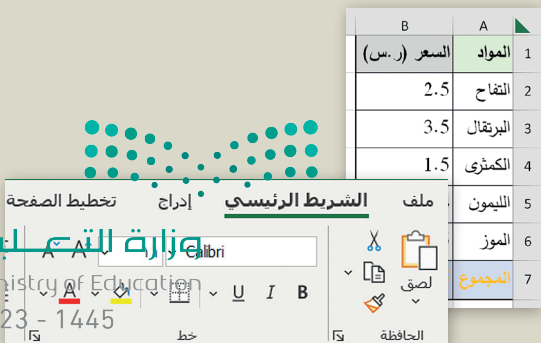 B A
المواد السعر (ر.س) 1
التفاح 2.5 2
البرتقال 3.5 3
الكمثرى 1.5 4
الليمون 5
الموز 6
المجموع 7
ملف الشريط الرئيسي إدراج تخطيط الصفحة
وزارة التعليم
Calibri
Ministry of Education
23 - 1445
A A
A B I U
لصق
الحافظة خط